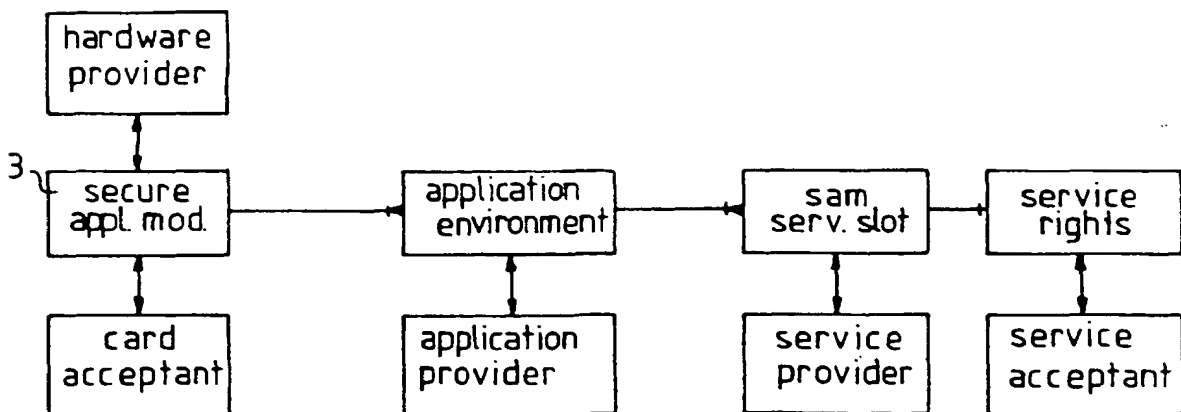 hardware
provider
3
secure
appl. mod.
application
environment
sam
serv. slot
service
rights
card
acceptant
application
provider
service
provider
service
acceptant